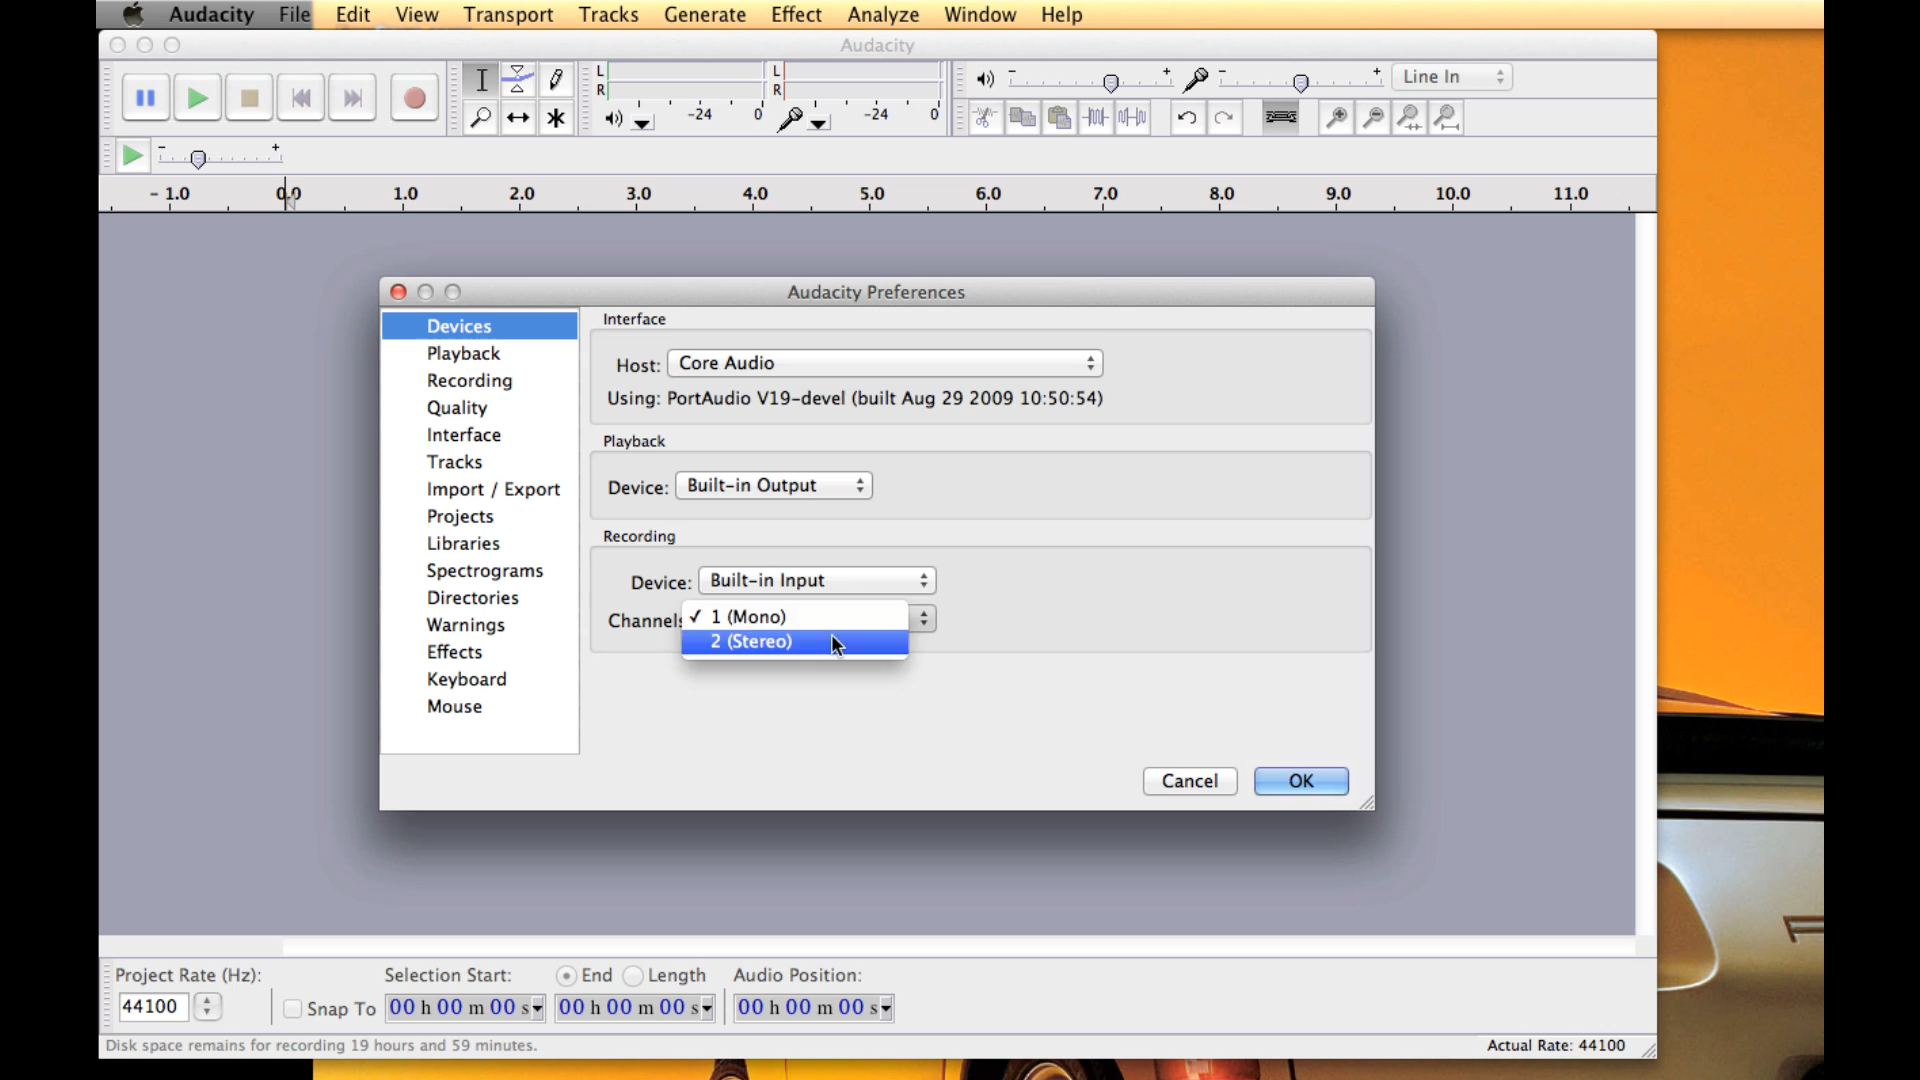 Audacity File Edit View Transport Tracks Generate Effect Analyze Window Help
Audacity
L
R
-24 0
L
R
-24 0
- +
- +
Line In
- +
- 1.0 0.0 1.0 2.0 3.0 4.0 5.0 6.0 7.0 8.0 9.0 10.0 11.0
Audacity Preferences
Devices
Playback
Recording
Quality
Interface
Tracks
Import / Export
Projects
Libraries
Spectrograms
Directories
Warnings
Effects
Keyboard
Mouse
Interface
Host: Core Audio
Using: PortAudio V19-devel (built Aug 29 2009 10:50:54)
Playback
Device: Built-in Output
Recording
Device: Built-in Input
Channels
✓ 1 (Mono)
2 (Stereo)
Cancel OK
Project Rate (Hz): Selection Start: End Length Audio Position:
44100 Snap To 00 h 00 m 00 s 00 h 00 m 00 s 00 h 00 m 00 s
Disk space remains for recording 19 hours and 59 minutes. Actual Rate: 44100